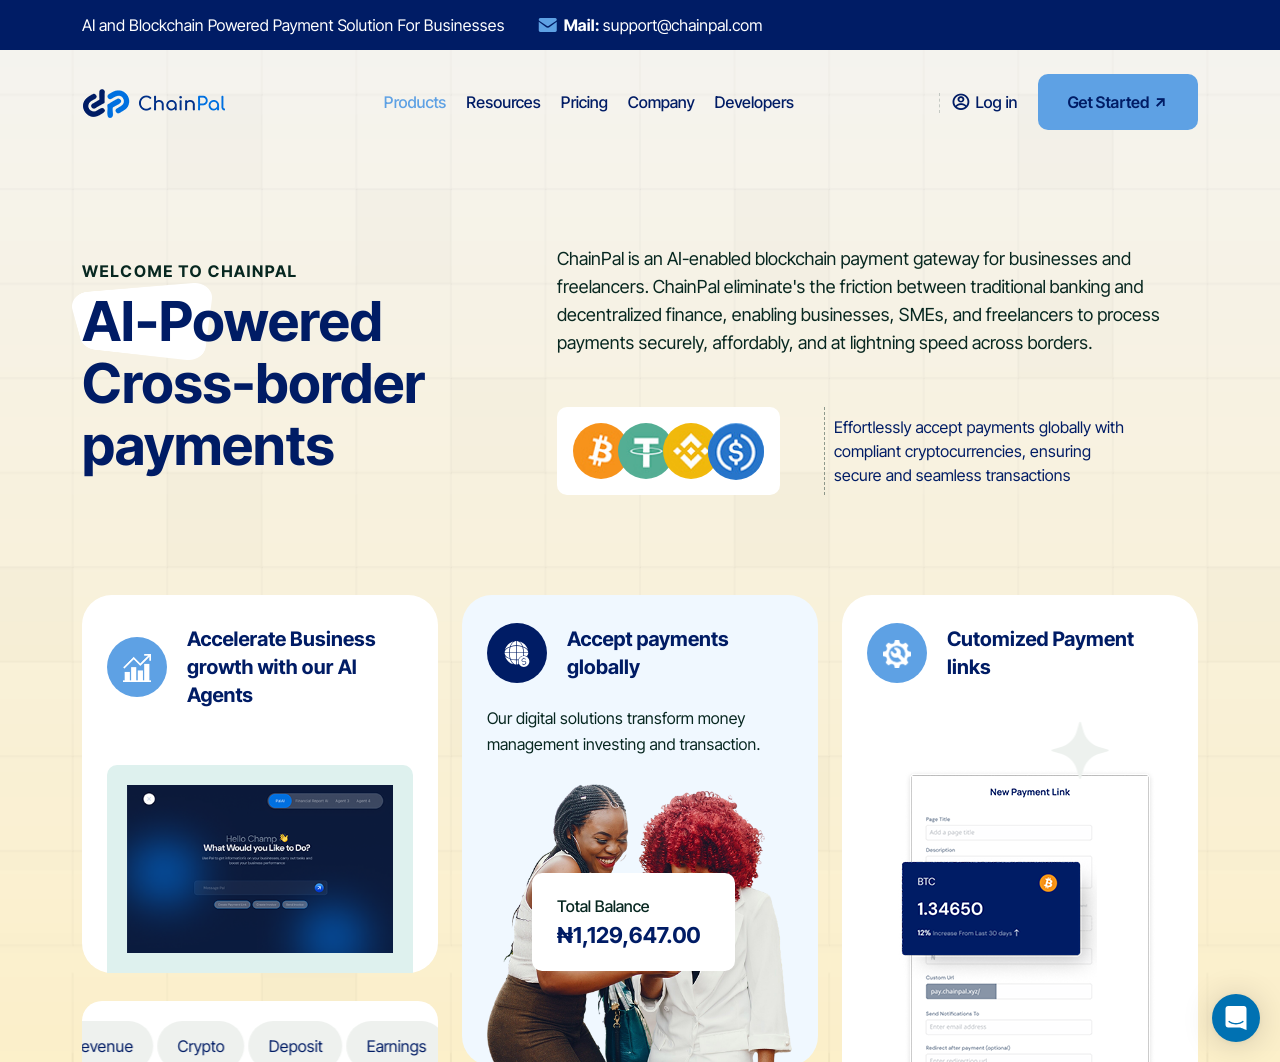 AI and Blockchain Powered Payment Solution For Businesses
Mail: support@chainpal.com
ChainPal
Products
Resources
Pricing
Company
Developers
Log in
Get Started
WELCOME TO CHAINPAL
AI-Powered
Cross-border
payments
ChainPal is an AI-enabled blockchain payment gateway for businesses and
freelancers. ChainPal eliminate's the friction between traditional banking and
decentralized finance, enabling businesses, SMEs, and freelancers to process
payments securely, affordably, and at lightning speed across borders.
Effortlessly accept payments globally with
compliant cryptocurrencies, ensuring
secure and seamless transactions
Accelerate Business
growth with our AI
Agents
Hello Champ 👋
What Would you Like to Do?
evenue
Crypto
Deposit
Earnings
Accept payments
globally
Our digital solutions transform money
management investing and transaction.
Total Balance
₦1,129,647.00
Cutomized Payment
links
New Payment Link
Page Title
Add a page title
Description
BTC
1.34650
12% Increase From Last 30 days ↑
Custom Url
pay.chainpal.xyz/
Send Notifications To
Enter email address
Redirect after payment (optional)
Enter redirection url